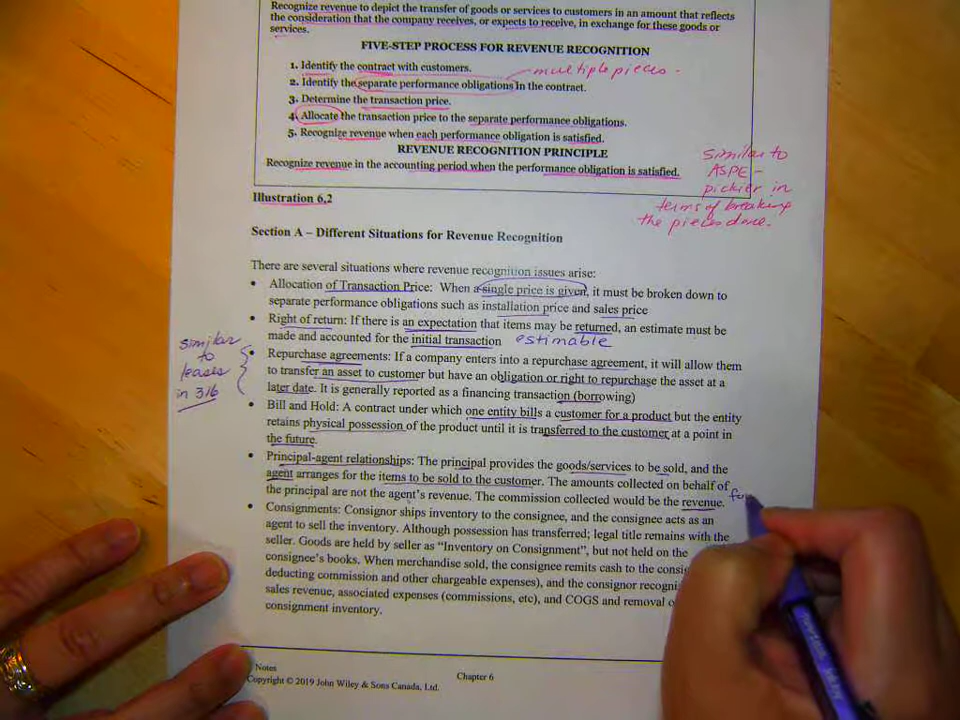 Recognize revenue to depict the transfer of goods or services to customers in an amount that reflects
the consideration that the company receives, or expects to receive, in exchange for these goods or
services.
FIVE-STEP PROCESS FOR REVENUE RECOGNITION
1. Identify the contract with customers.
multiple pieces.
2. Identify the separate performance obligations in the contract.
3. Determine the transaction price.
4. Allocate the transaction price to the separate performance obligations.
5. Recognize revenue when each performance obligation is satisfied.
REVENUE RECOGNITION PRINCIPLE
Recognize revenue in the accounting period when the performance obligation is satisfied.
similar to
ASPE -
pickier in
terms of breaking
the pieces
Illustration 6.2
Section A – Different Situations for Revenue Recognition
There are several situations where revenue recognition issues arise:
• Allocation of Transaction Price: When a single price is given, it must be broken down to
separate performance obligations such as installation price and sales price
• Right of return: If there is an expectation that items may be returned, an estimate must be
made and accounted for the initial transaction estimable
similar
to
leases
in 316
• Repurchase agreements: If a company enters into a repurchase agreement, it will allow them
to transfer an asset to customer but have an obligation or right to repurchase the asset at a
later date. It is generally reported as a financing transaction (borrowing)
• Bill and Hold: A contract under which one entity bills a customer for a product but the entity
retains physical possession of the product until it is transferred to the customer at a point in
the future.
• Principal-agent relationships: The principal provides the goods/services to be sold, and the
agent arranges for the items to be sold to the customer. The amounts collected on behalf of
the principal are not the agent's revenue. The commission collected would be the revenue.
• Consignments: Consignor ships inventory to the consignee, and the consignee acts as an
agent to sell the inventory. Although possession has transferred; legal title remains with the
seller. Goods are held by seller as "Inventory on Consignment", but not held on the
consignee's books. When merchandise sold, the consignee remits cash to the
deducting commission and other chargeable expenses), and the consignor
sales revenue, associated expenses (commissions, etc), and COGS and removal
consignment inventory.
Notes
Chapter 6
Copyright © 2019 John Wiley & Sons Canada, Ltd.